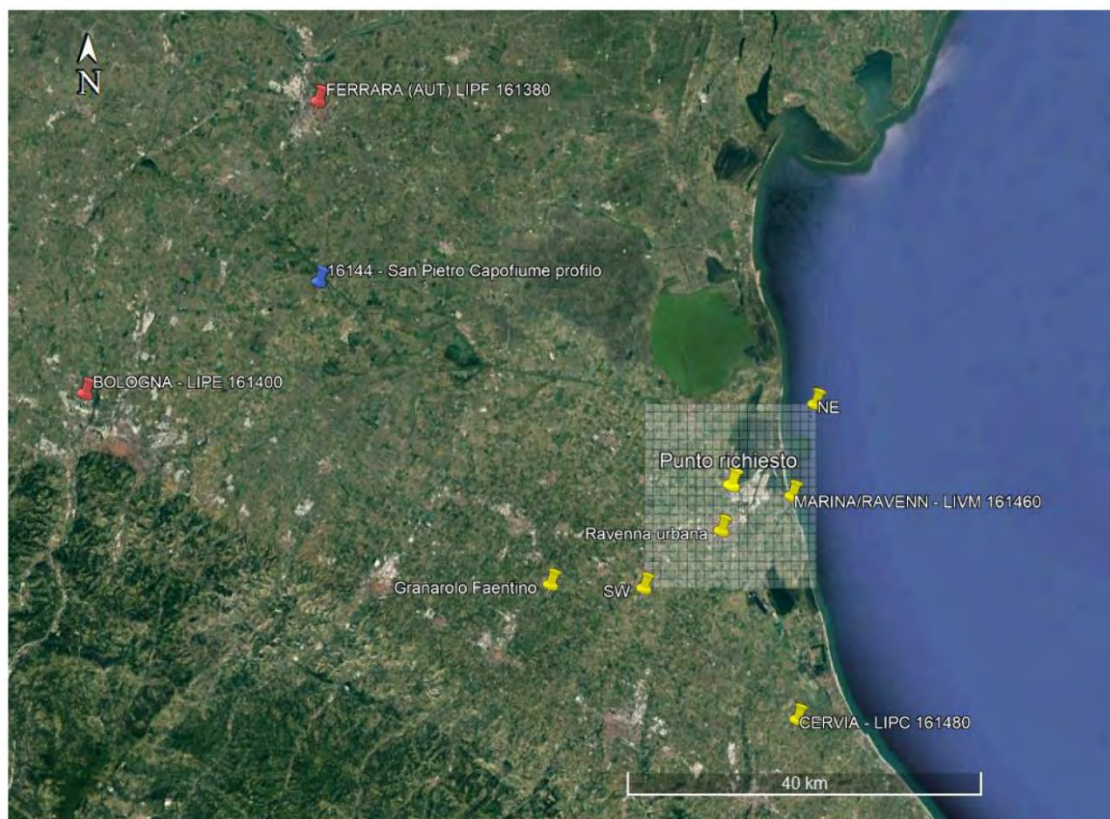 N
FERRARA (AUT) LIPF 161380
16144 - San Pietro Capofiume profilo
BOLOGNA - LIPE 161400
NE
Punto richiesto
MARINA/RAVENN - LIVM 161460
Ravenna urbana
Granarolo Faentino
SW
CERVIA - LIPC 161480
40 km